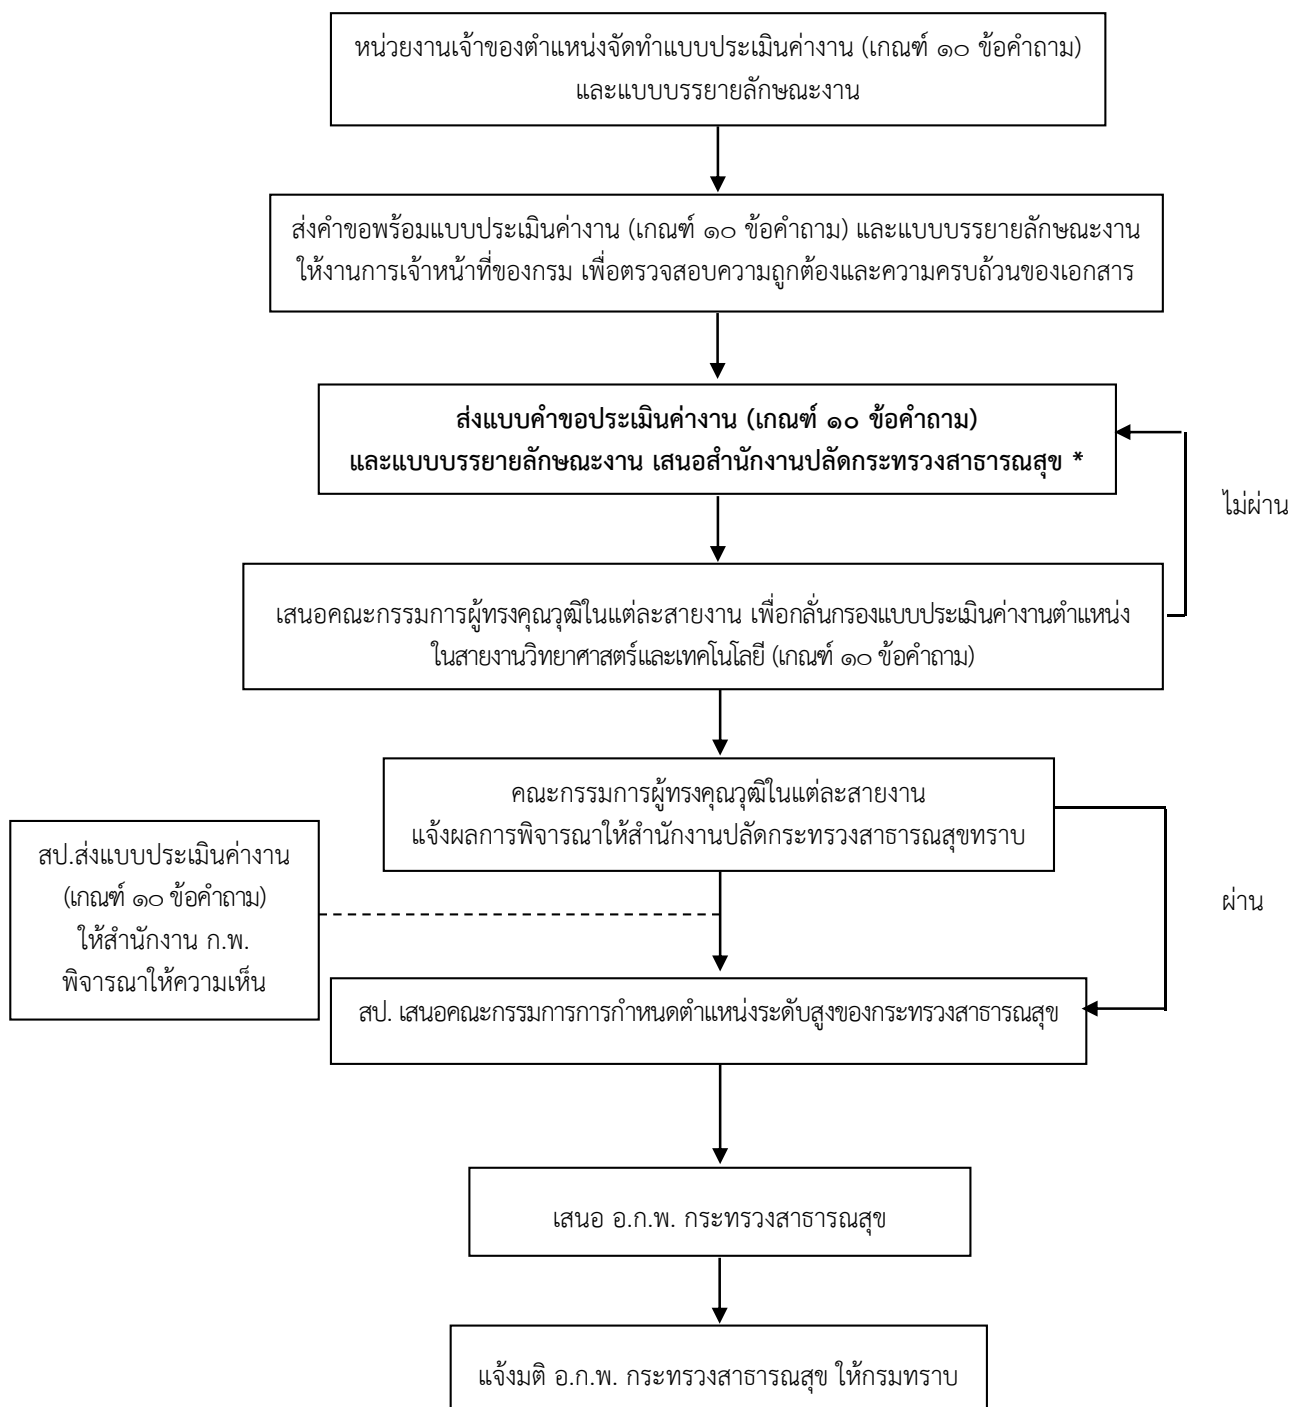 หน่วยงานเจ้าของตำแหน่งจัดทำแบบประเมินค่างาน (เกณฑ์ ๑๐ ข้อคำถาม)
และแบบบรรยายลักษณะงาน
ส่งคำขอพร้อมแบบประเมินค่างาน (เกณฑ์ ๑๐ ข้อคำถาม) และแบบบรรยายลักษณะงาน
ให้งานการเจ้าหน้าที่ของกรม เพื่อตรวจสอบความถูกต้องและความครบถ้วนของเอกสาร
ส่งแบบคำขอประเมินค่างาน (เกณฑ์ ๑๐ ข้อคำถาม)
และแบบบรรยายลักษณะงาน เสนอสำนักงานปลัดกระทรวงสาธารณสุข *
ไม่ผ่าน
เสนอคณะกรรมการผู้ทรงคุณวุฒิในแต่ละสายงาน เพื่อกลั่นกรองแบบประเมินค่างานตำแหน่ง
ในสายงานวิทยาศาสตร์และเทคโนโลยี (เกณฑ์ ๑๐ ข้อคำถาม)
คณะกรรมการผู้ทรงคุณวุฒิในแต่ละสายงาน
แจ้งผลการพิจารณาให้สำนักงานปลัดกระทรวงสาธารณสุขทราบ
สป.ส่งแบบประเมินค่างาน
(เกณฑ์ ๑๐ ข้อคำถาม)
ให้สำนักงาน ก.พ.
พิจารณาให้ความเห็น
ผ่าน
สป. เสนอคณะกรรมการการกำหนดตำแหน่งระดับสูงของกระทรวงสาธารณสุข
เสนอ อ.ก.พ. กระทรวงสาธารณสุข
แจ้งมติ อ.ก.พ. กระทรวงสาธารณสุข ให้กรมทราบ